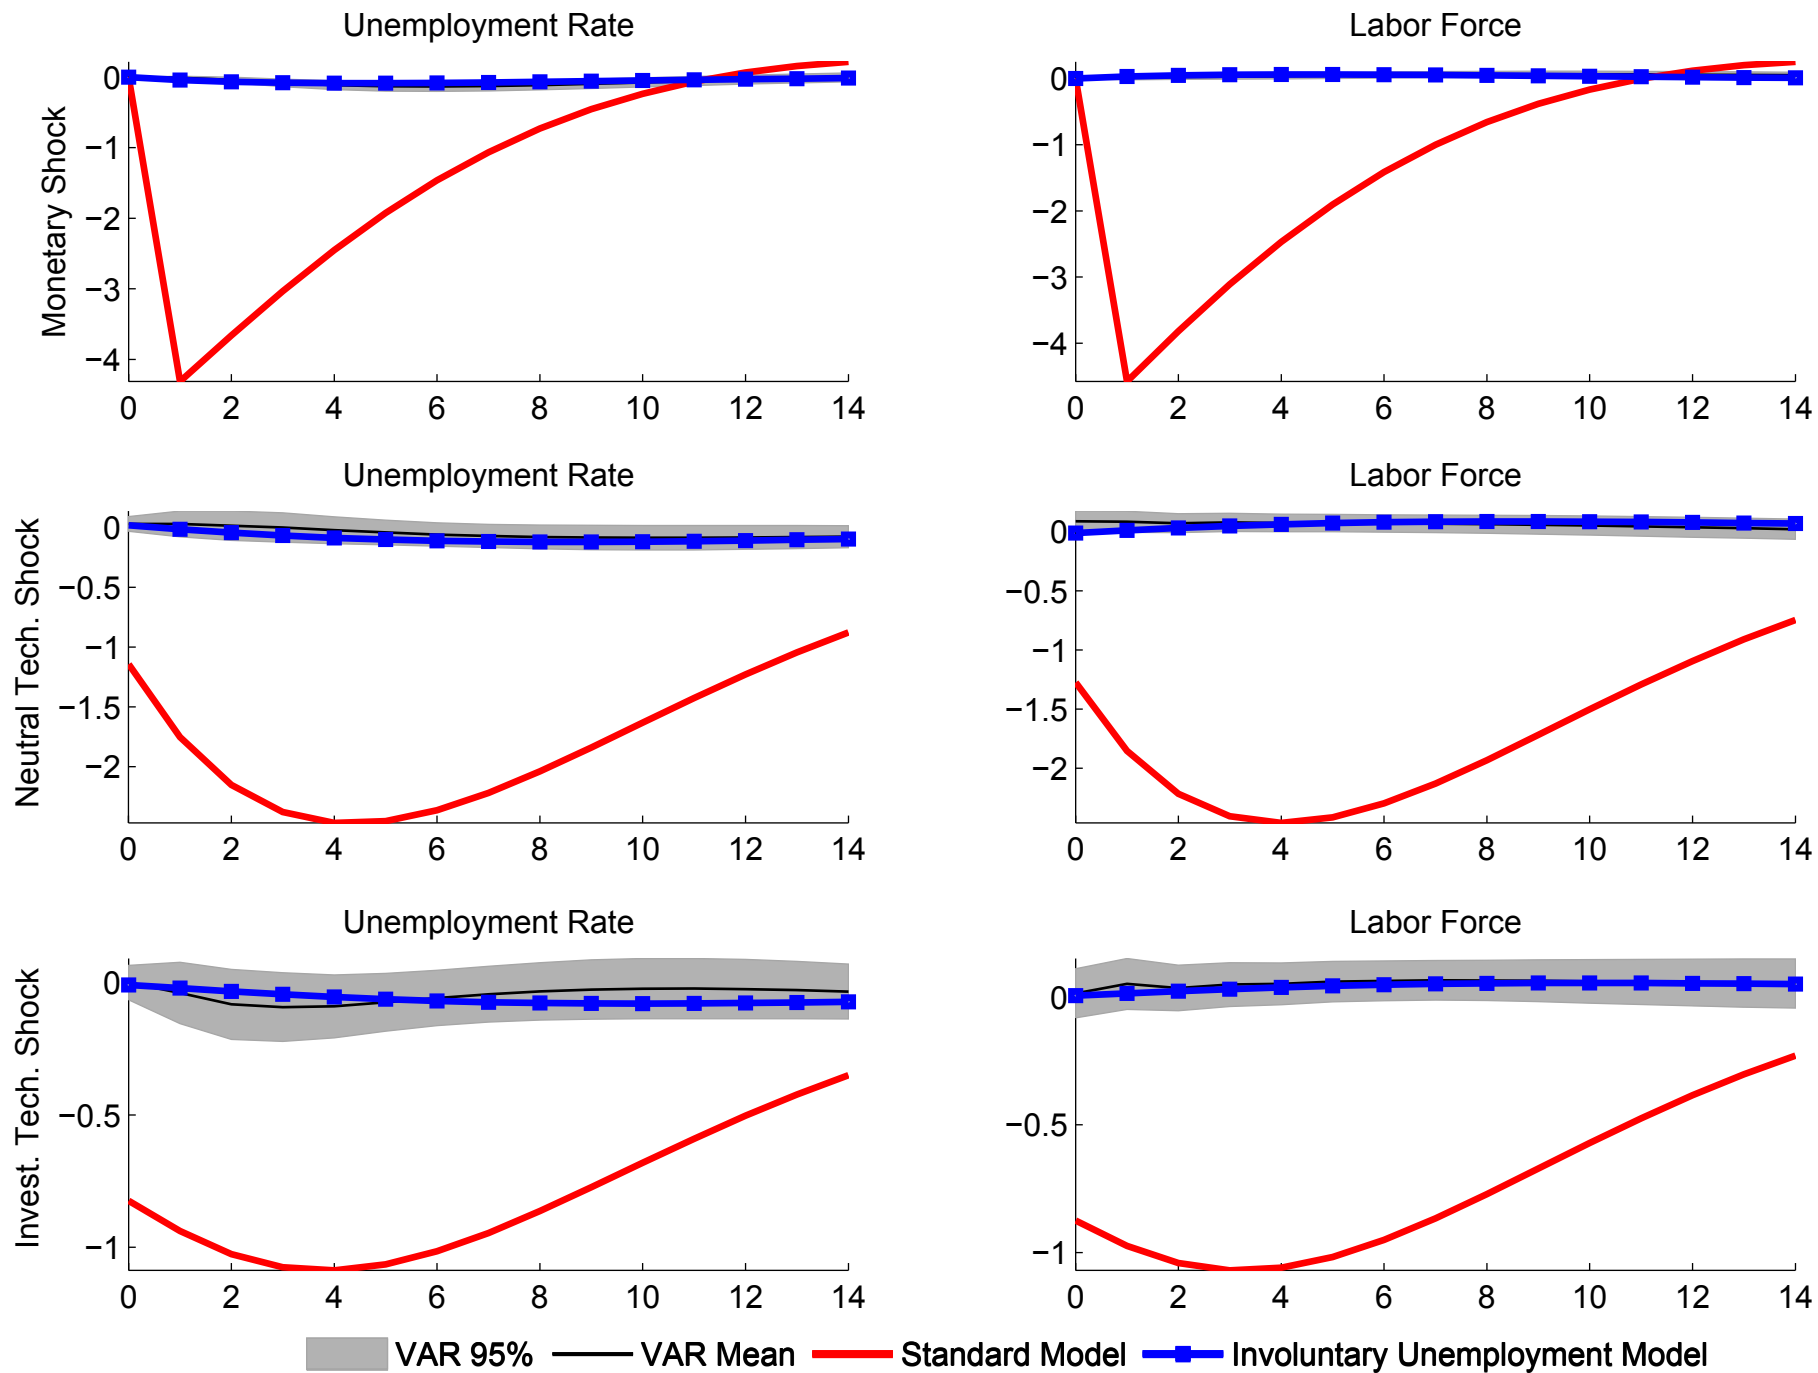 Unemployment Rate
Labor Force
Monetary Shock
0
−1
−2
−3
−4
0 2 4 6 8 10 12 14
0
−1
−2
−3
−4
0 2 4 6 8 10 12 14
Unemployment Rate
Labor Force
Neutral Tech. Shock
0
−0.5
−1
−1.5
−2
0 2 4 6 8 10 12 14
0
−0.5
−1
−1.5
−2
0 2 4 6 8 10 12 14
Unemployment Rate
Labor Force
Invest. Tech. Shock
0
−0.5
−1
0 2 4 6 8 10 12 14
0
−0.5
−1
0 2 4 6 8 10 12 14
VAR 95% VAR Mean Standard Model Involuntary Unemployment Model